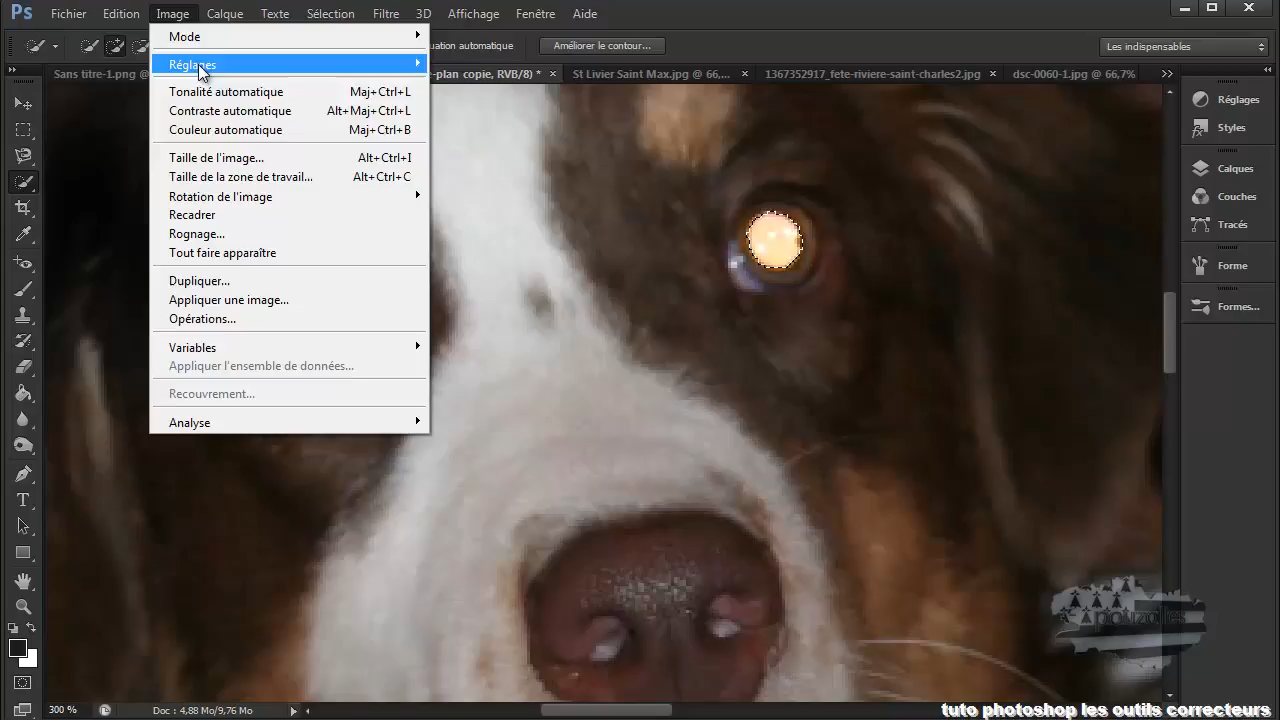 Ps Fichier Edition Image Calque Texte Sélection Filtre 3D Affichage Fenêtre Aide
Améliorer le contour... Les indispensables
Sans titre-1.png @ -plan copie, RVB/8) * × St Livier Saint Max.jpg @ 66,... × 1367352917_fete-riviere-saint-charles2.jpg × dsc-0060-1.jpg @ 66,7%
Mode
Réglages
Tonalité automatique Maj+Ctrl+L
Contraste automatique Alt+Maj+Ctrl+L
Couleur automatique Maj+Ctrl+B
Taille de l'image... Alt+Ctrl+I
Taille de la zone de travail... Alt+Ctrl+C
Rotation de l'image
Recadrer
Rognage...
Tout faire apparaître
Dupliquer...
Appliquer une image...
Opérations...
Variables
Appliquer l'ensemble de données...
Recouvrement...
Analyse
Réglages
Styles
Calques
Couches
Tracés
Forme
Formes...
pouzolles
300 % Doc : 4,88 Mo/9,76 Mo
tuto photoshop les outils correcteurs